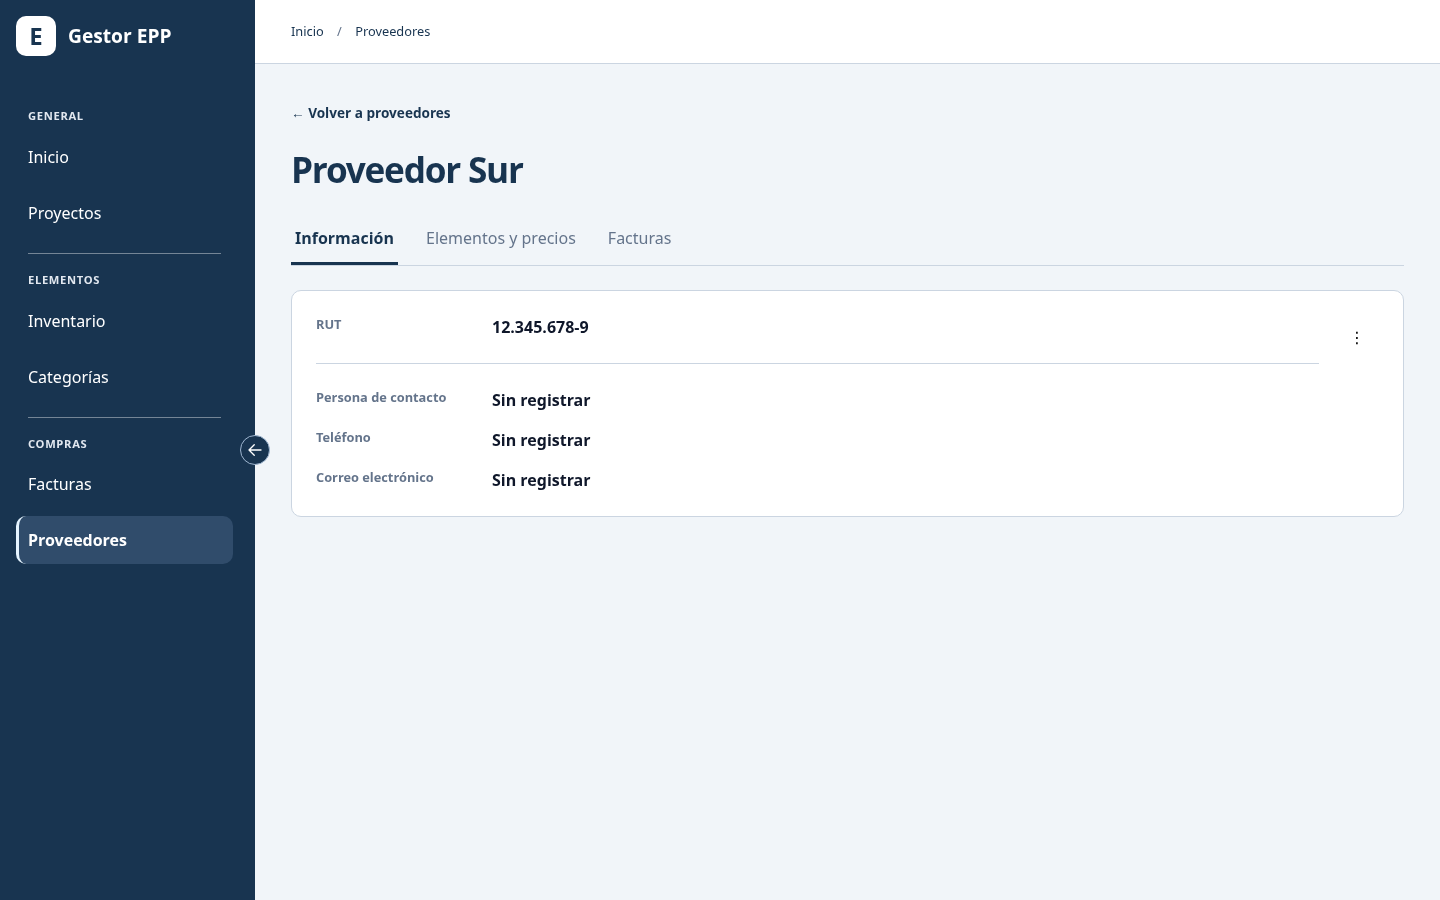 E Gestor EPP
GENERAL
Inicio
Proyectos
ELEMENTOS
Inventario
Categorías
COMPRAS
Facturas
Proveedores
Inicio / Proveedores
← Volver a proveedores
Proveedor Sur
Información Elementos y precios Facturas
RUT 12.345.678-9
Persona de contacto Sin registrar
Teléfono Sin registrar
Correo electrónico Sin registrar